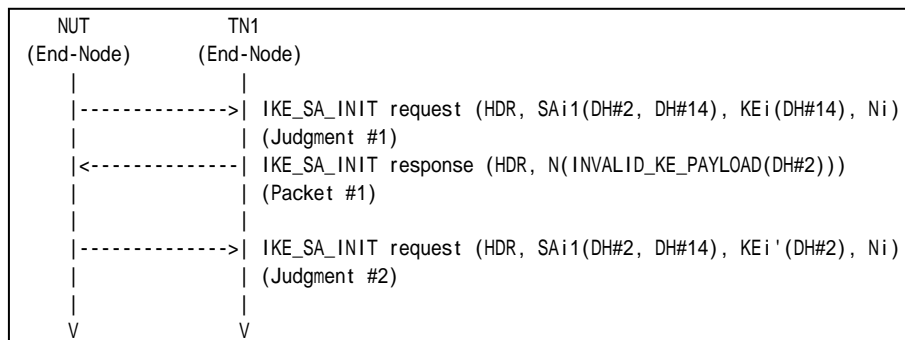 NUT TN1
(End-Node) (End-Node)
| |
|-------------->| IKE_SA_INIT request (HDR, SAi1(DH#2, DH#14), KEi(DH#14), Ni)
| | (Judgment #1)
|<--------------| IKE_SA_INIT response (HDR, N(INVALID_KE_PAYLOAD(DH#2)))
| | (Packet #1)
| |
|-------------->| IKE_SA_INIT request (HDR, SAi1(DH#2, DH#14), KEi'(DH#2), Ni)
| | (Judgment #2)
| |
V V